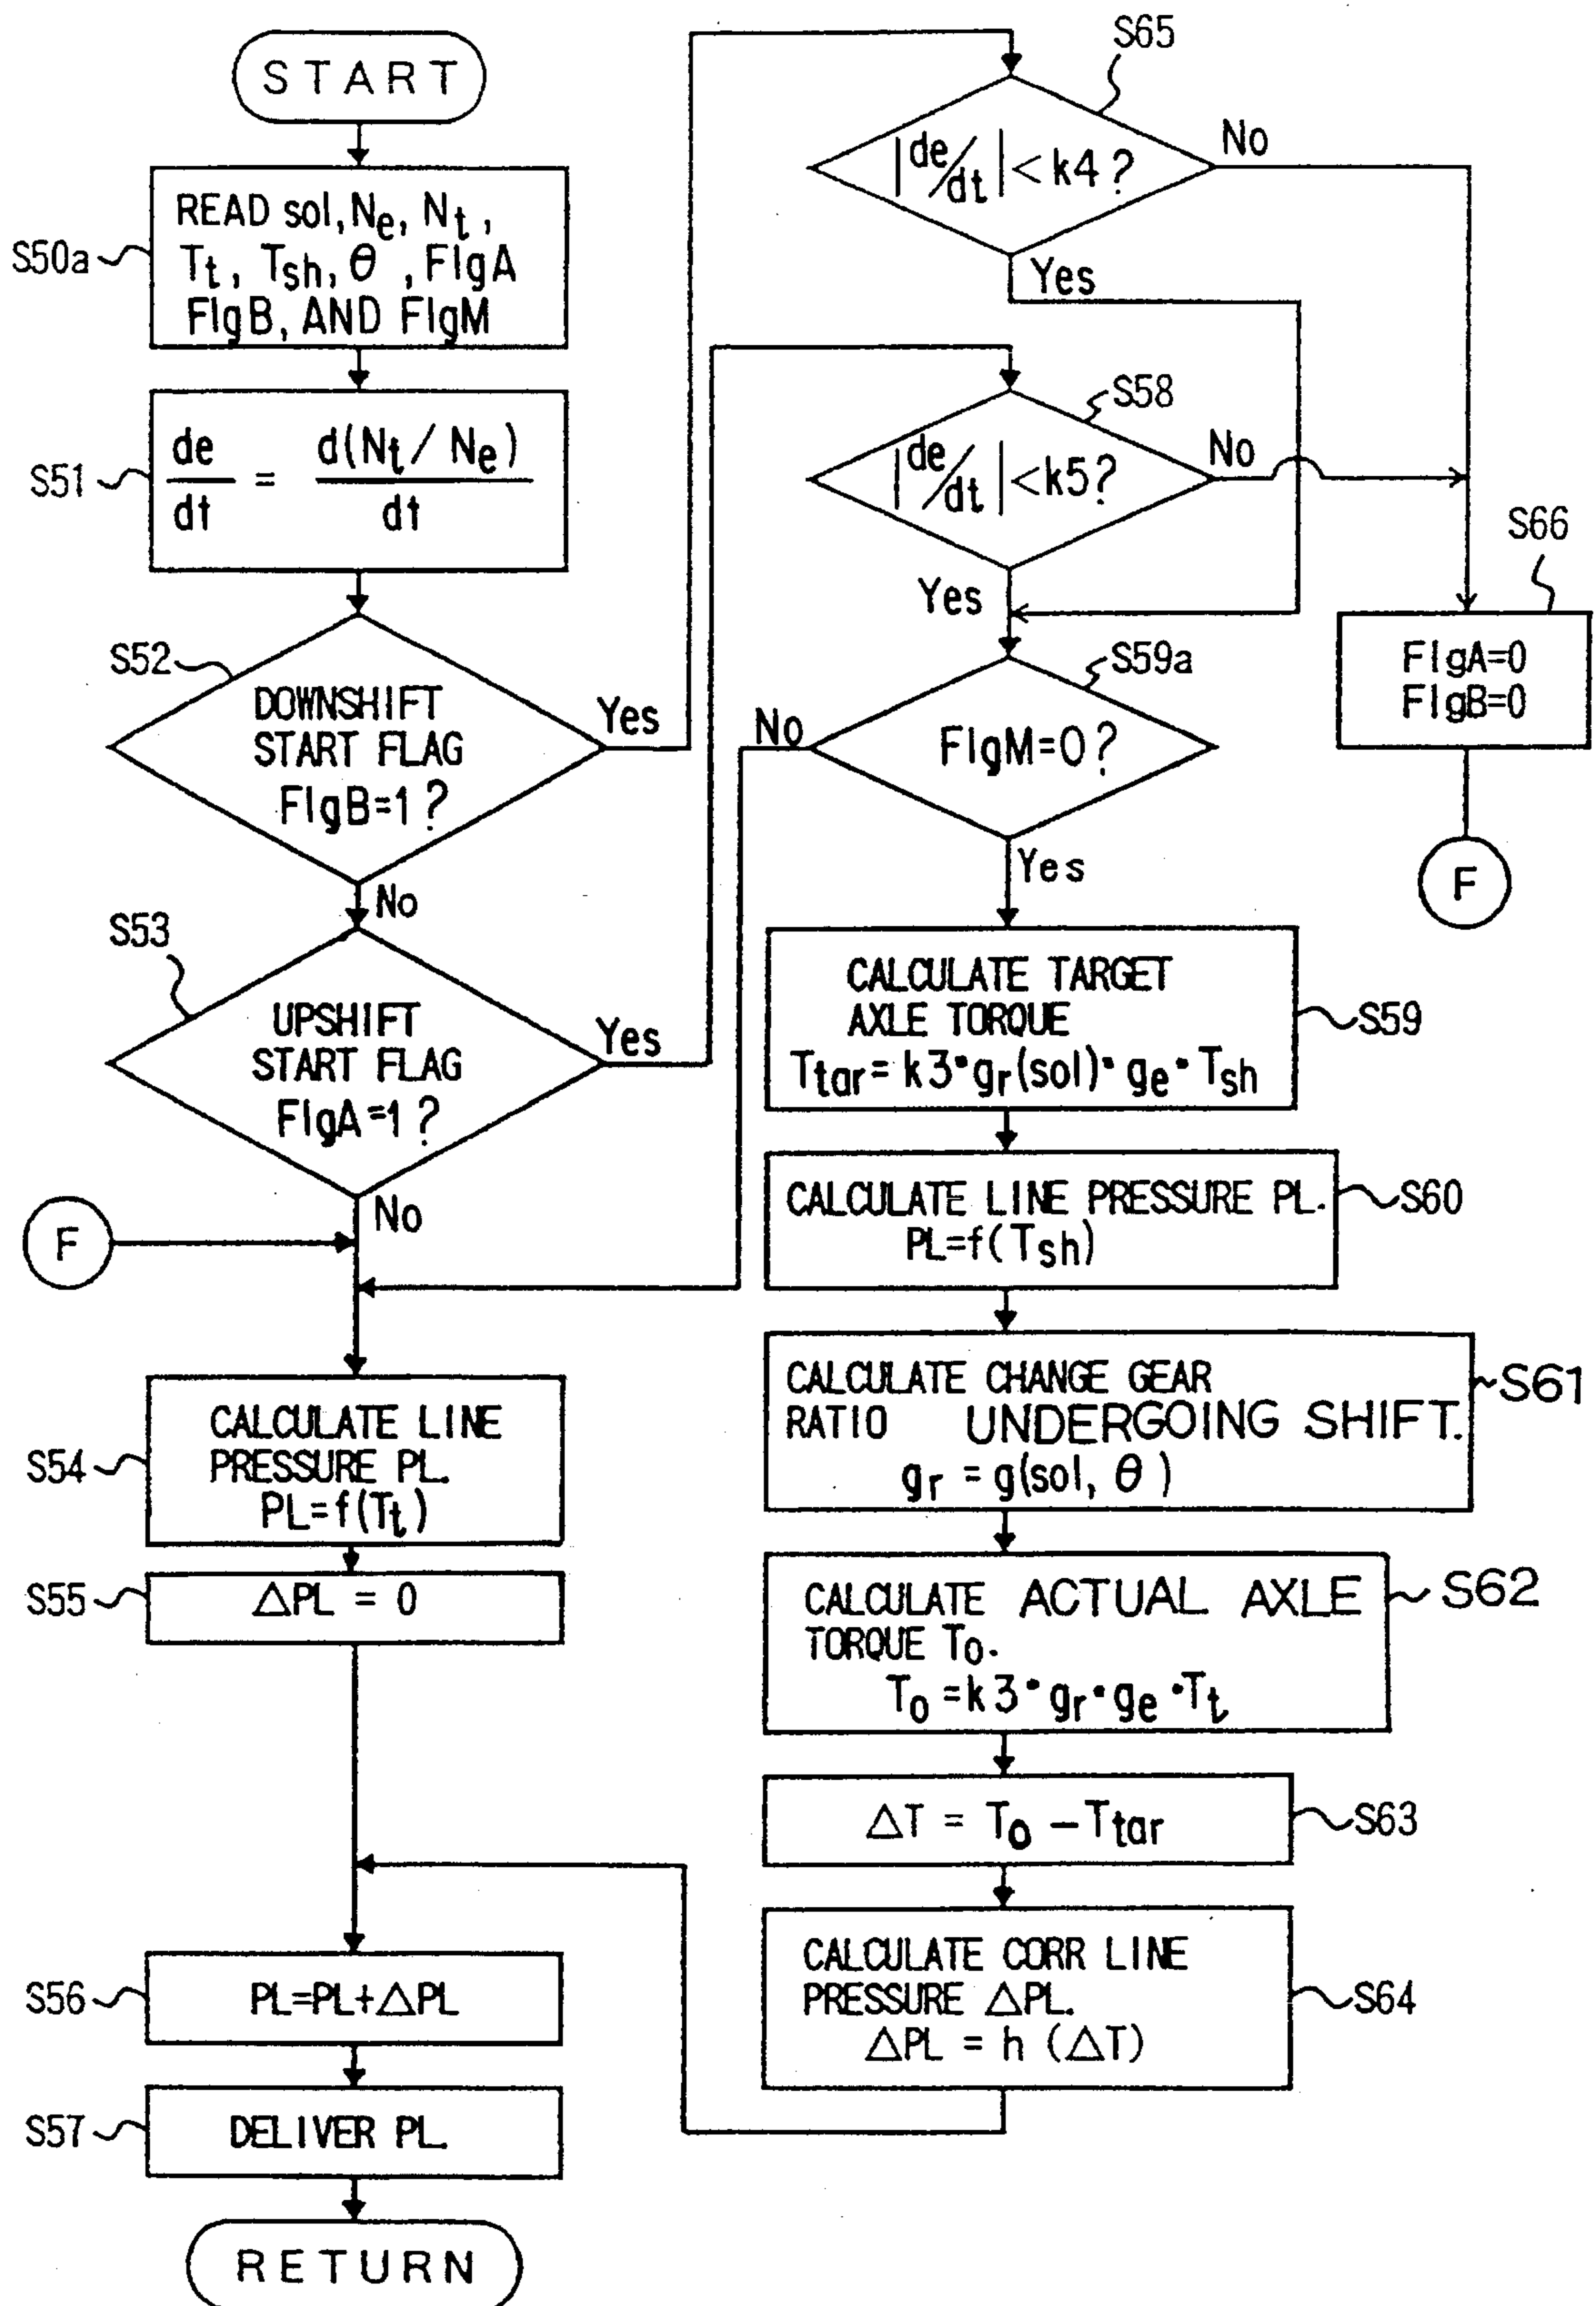 START
S50a
READ sol, Ne, Nt,
Tt, Tsh, θ, FlgA
FlgB, AND FlgM
S51
de/dt = d(Nt/Ne)/dt
S52
DOWNSHIFT
START FLAG
FlgB=1?
Yes
No
S53
UPSHIFT
START FLAG
FlgA=1?
Yes
No
F
S54
CALCULATE LINE
PRESSURE PL.
PL=f(Tt)
S55
△PL = 0
S56
PL=PL+△PL
S57
DELIVER PL.
RETURN
S65
|de/dt|<k4?
No
Yes
S58
|de/dt|<k5?
No
Yes
S66
FlgA=0
FlgB=0
F
S59a
FlgM=0?
No
Yes
CALCULATE TARGET
AXLE TORQUE
Ttar=k3·gr(sol)·ge·Tsh
S59
CALCULATE LINE PRESSURE PL.
PL=f(Tsh)
S60
CALCULATE CHANGE GEAR
RATIO UNDERGOING SHIFT.
gr = g(sol, θ)
S61
CALCULATE ACTUAL AXLE
TORQUE To.
To=k3·gr·ge·Tt
S62
△T = To－Ttar
S63
CALCULATE CORR LINE
PRESSURE △PL.
△PL = h (△T)
S64